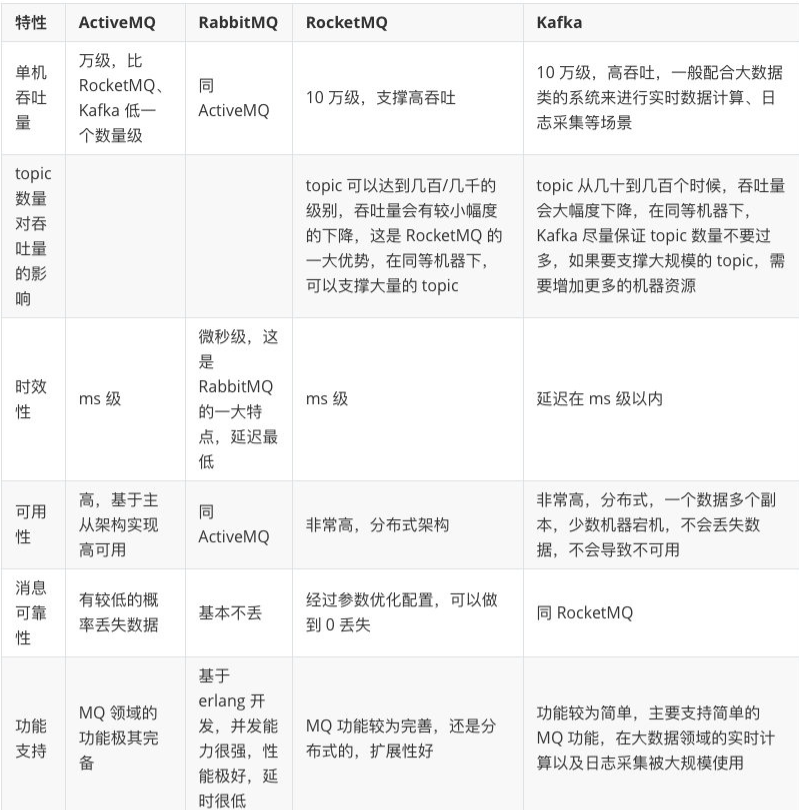 特性 ActiveMQ RabbitMQ RocketMQ Kafka
单机
吞吐
量
万级，比
RocketMQ、
Kafka 低一
个数量级
同
ActiveMQ
10 万级，支撑高吞吐
10 万级，高吞吐，一般配合大数据
类的系统来进行实时数据计算、日
志采集等场景
topic
数量
对吞
吐量
的影
响
topic 可以达到几百/几千的
级别，吞吐量会有较小幅度
的下降，这是 RocketMQ 的
一大优势，在同等机器下，
可以支撑大量的 topic
topic 从几十到几百个时候，吞吐量
会大幅度下降，在同等机器下，
Kafka 尽量保证 topic 数量不要过
多，如果要支撑大规模的 topic，需
要增加更多的机器资源
时效
性
ms 级
微秒级，这
是
RabbitMQ
的一大特
点，延迟最
低
ms 级
延迟在 ms 级以内
可用
性
高，基于主
从架构实现
高可用
同
ActiveMQ
非常高，分布式架构
非常高，分布式，一个数据多个副
本，少数机器宕机，不会丢失数
据，不会导致不可用
消息
可靠
性
有较低的概
率丢失数据
基本不丢
经过参数优化配置，可以做
到 0 丢失
同 RocketMQ
功能
支持
MQ 领域的
功能极其完
备
基于
erlang 开
发，并发能
力很强，性
能极好，延
时很低
MQ 功能较为完善，还是分
布式的，扩展性好
功能较为简单，主要支持简单的
MQ 功能，在大数据领域的实时计
算以及日志采集被大规模使用